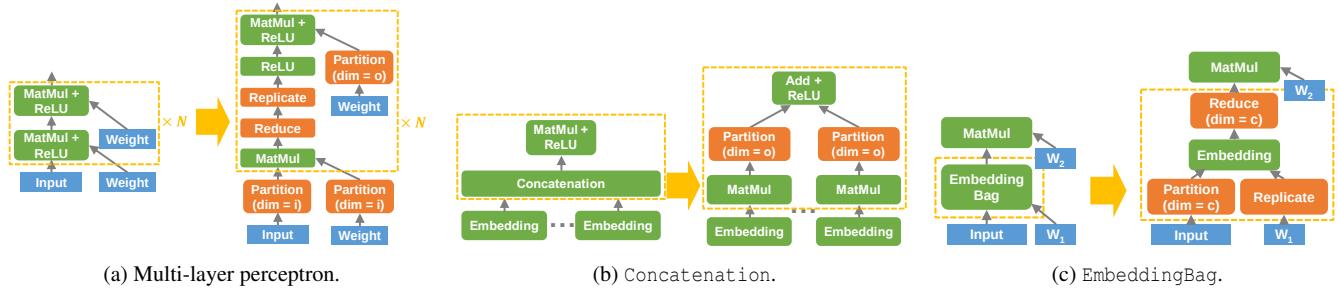 MatMul +
ReLU
MatMul +
ReLU
Weight
Input
Weight
× N
MatMul +
ReLU
ReLU
Partition
(dim = o)
Replicate
Weight
Reduce
MatMul
× N
Partition
(dim = i)
Partition
(dim = i)
Input
Weight
(a) Multi-layer perceptron.
MatMul +
ReLU
Concatenation
Embedding
...
Embedding
Add +
ReLU
Partition
(dim = o)
Partition
(dim = o)
MatMul
MatMul
...
Embedding
Embedding
(b) Concatenation.
MatMul
W2
Embedding
Bag
Input
W1
MatMul
W2
Reduce
(dim = c)
Embedding
Partition
(dim = c)
Replicate
Input
W1
(c) EmbeddingBag.